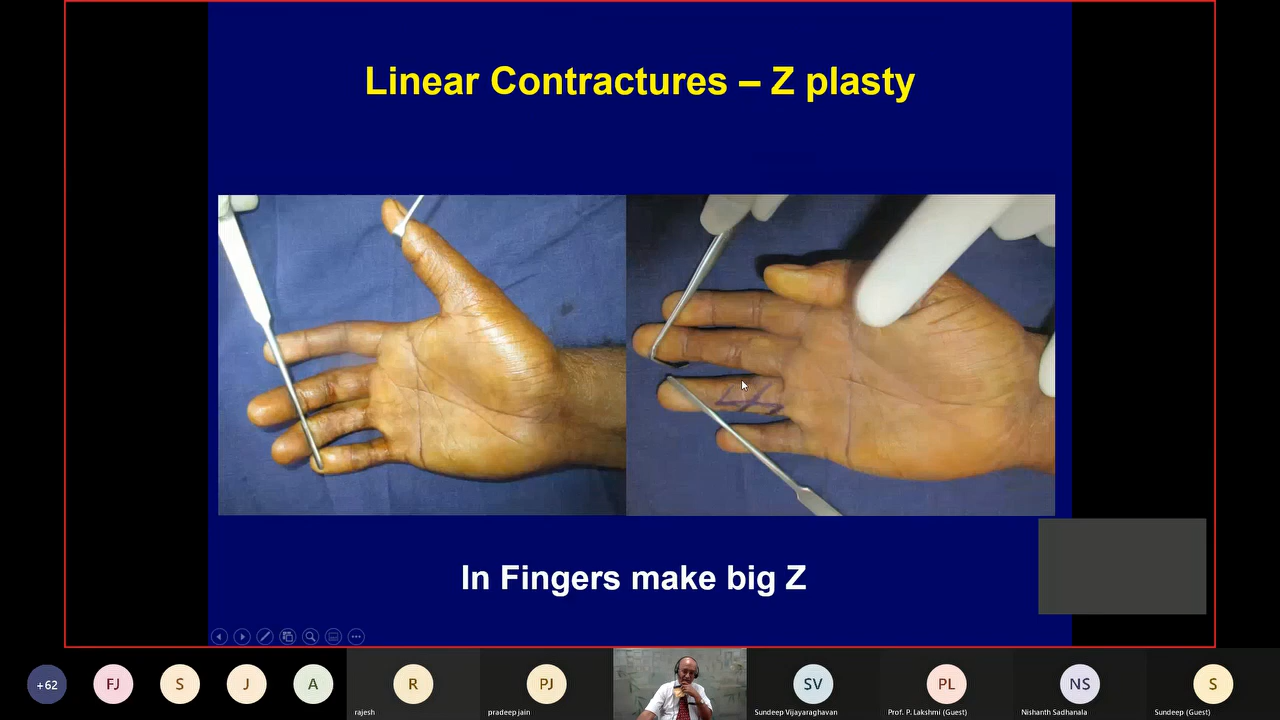 Linear Contractures – Z plasty
In Fingers make big Z
+62
FJ
S
J
A
R
rajesh
PJ
pradeep jain
SV
Sundeep Vijayaraghavan
PL
Prof. P. Lakshmi (Guest)
NS
Nishanth Sadhanala
S
Sundeep (Guest)